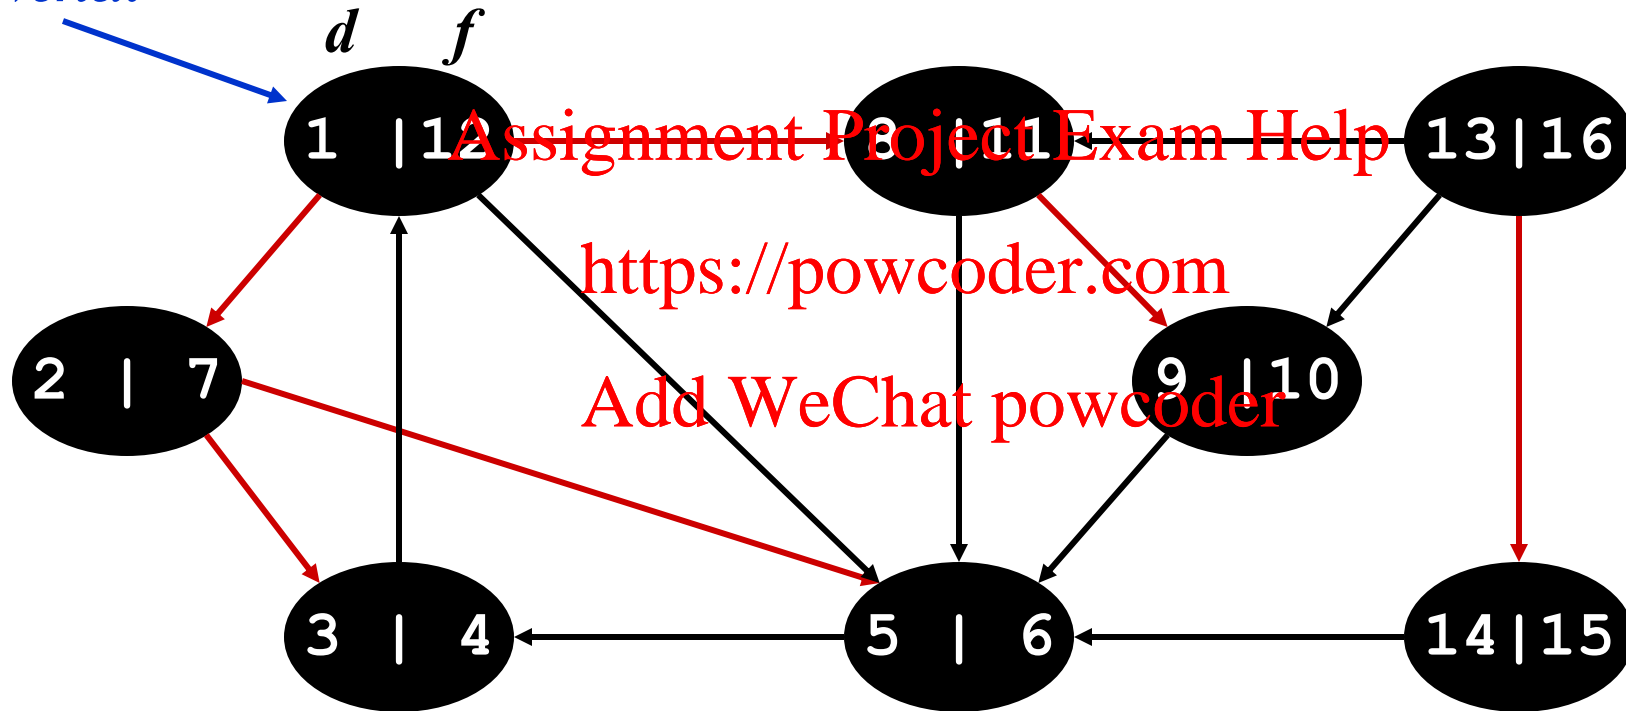 d f
1 |12
8 |11
13|16
Assignment Project Exam Help
https://powcoder.com
2 | 7
9 |10
Add WeChat powcoder
3 | 4
5 | 6
14|15